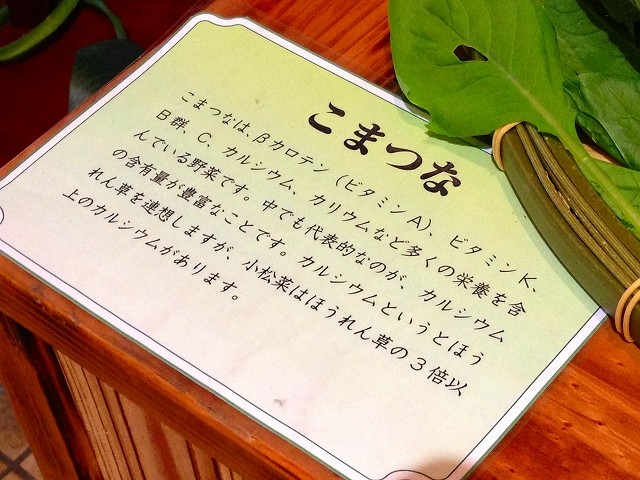 こまつな
こまつなは、βカロテン（ビタミンA）、ビタミンK、
B群、C、カルシウム、カリウムなど多くの栄養を含
んでいる野菜です。中でも代表的なのが、カルシウム
の含有量が豊富なことです。カルシウムというとほう
れん草を連想しますが、小松菜はほうれん草の3倍以
上のカルシウムがあります。